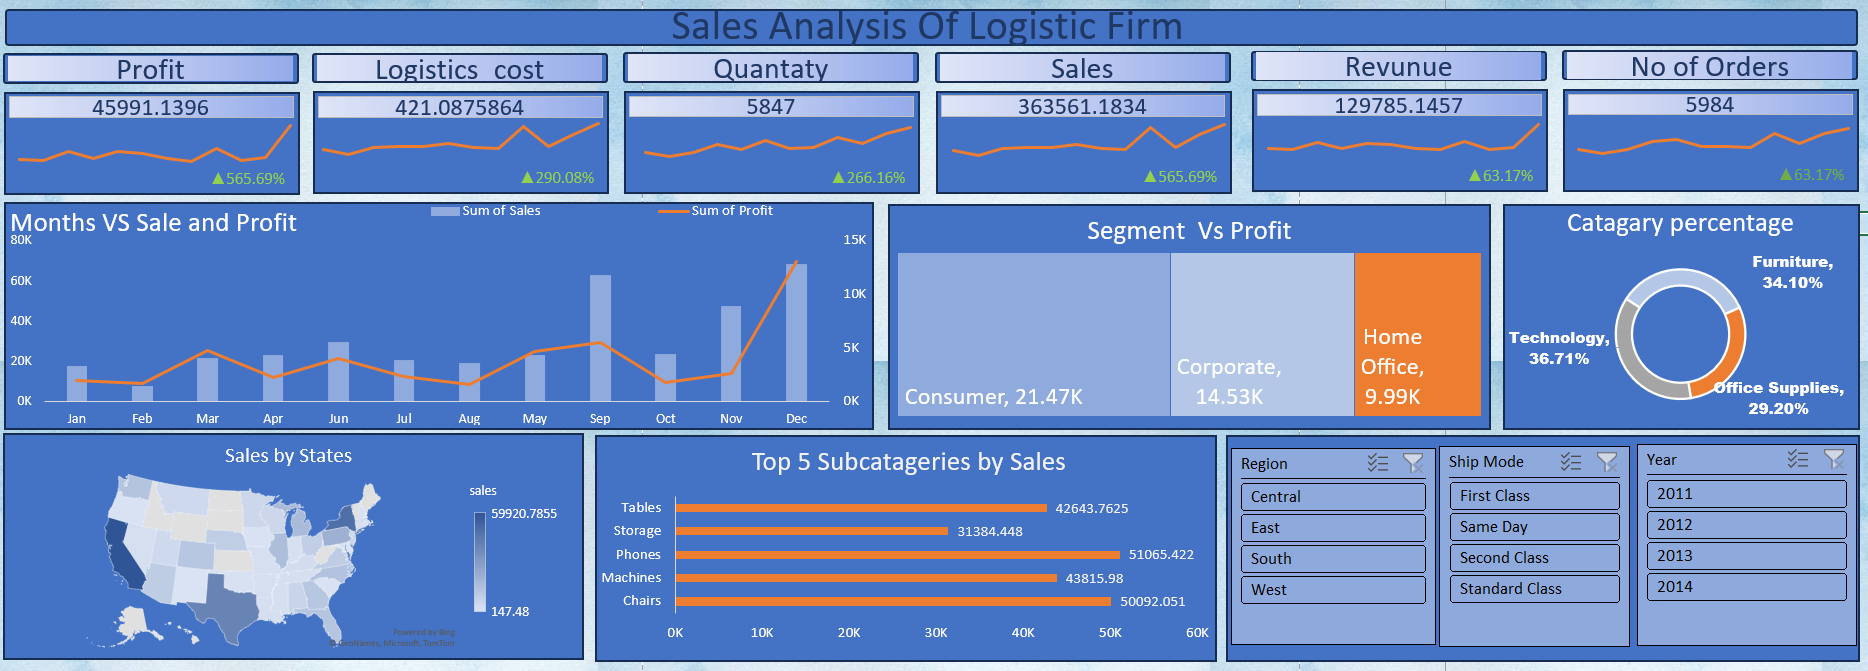 Sales Analysis Of Logistic Firm
Profit
Logistics cost
Quantaty
Sales
Revunue
No of Orders
45991.1396
421.0875864
5847
363561.1834
129785.1457
5984
▲565.69%
▲290.08%
▲266.16%
▲565.69%
▲63.17%
▲63.17%
Months VS Sale and Profit
Sum of Sales
Sum of Profit
80K
60K
40K
20K
0K
15K
10K
5K
0K
Jan Feb Mar Apr Jun Jul Aug May Sep Oct Nov Dec
Segment Vs Profit
Consumer, 21.47K
Corporate,
14.53K
Home
Office,
9.99K
Catagary percentage
Furniture,
34.10%
Technology,
36.71%
Office Supplies,
29.20%
Sales by States
sales
59920.7855
147.48
Powered by Bing
© GeoNames, Microsoft, TomTom
Top 5 Subcatageries by Sales
Tables 42643.7625
Storage 31384.448
Phones 51065.422
Machines 43815.98
Chairs 50092.051
0K 10K 20K 30K 40K 50K 60K
Region
Central
East
South
West
Ship Mode
First Class
Same Day
Second Class
Standard Class
Year
2011
2012
2013
2014